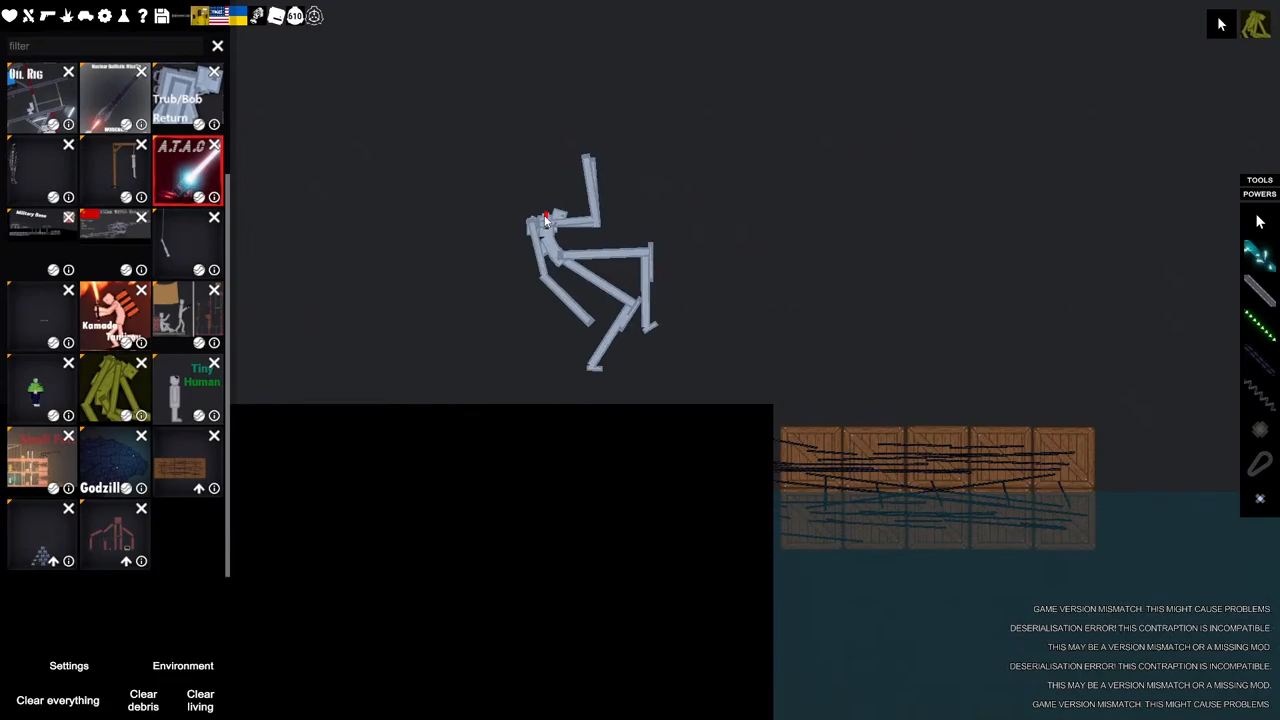 610
filter
OIL RIG
Trub/Bob
Return
A.T.A.C
Military Base
Kamado
Tiny
Human
Godzilla
TOOLS
POWERS
GAME VERSION MISMATCH. THIS MIGHT CAUSE PROBLEMS.
DESERIALISATION ERROR! THIS CONTRAPTION IS INCOMPATIBLE.
THIS MAY BE A VERSION MISMATCH OR A MISSING MOD.
DESERIALISATION ERROR! THIS CONTRAPTION IS INCOMPATIBLE.
THIS MAY BE A VERSION MISMATCH OR A MISSING MOD.
GAME VERSION MISMATCH. THIS MIGHT CAUSE PROBLEMS.
Settings
Environment
Clear everything
Clear
debris
Clear
living